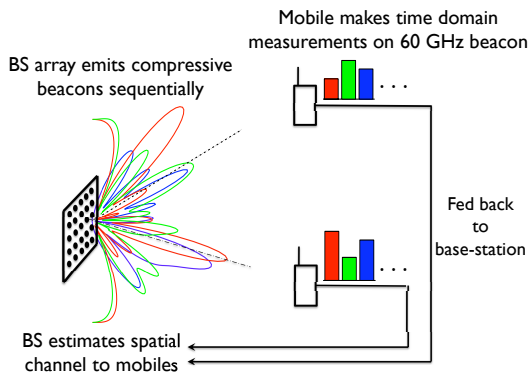 Mobile makes time domain
measurements on 60 GHz beacon
BS array emits compressive
beacons sequentially
. . .
Fed back
to
base-station
. . .
BS estimates spatial
channel to mobiles